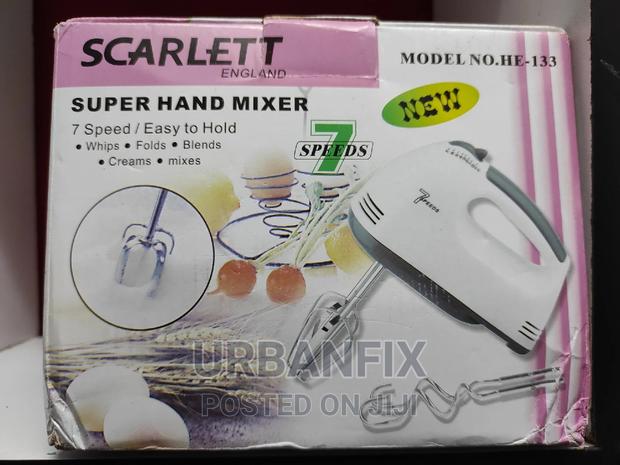 SCARLETT
ENGLAND
MODEL NO.HE-133
SUPER HAND MIXER
NEW
7 Speed / Easy to Hold
• Whips • Folds • Blends
• Creams • mixes
7
SPEEDS
7
SPEEDS
URBANFIX
POSTED ON JIJI